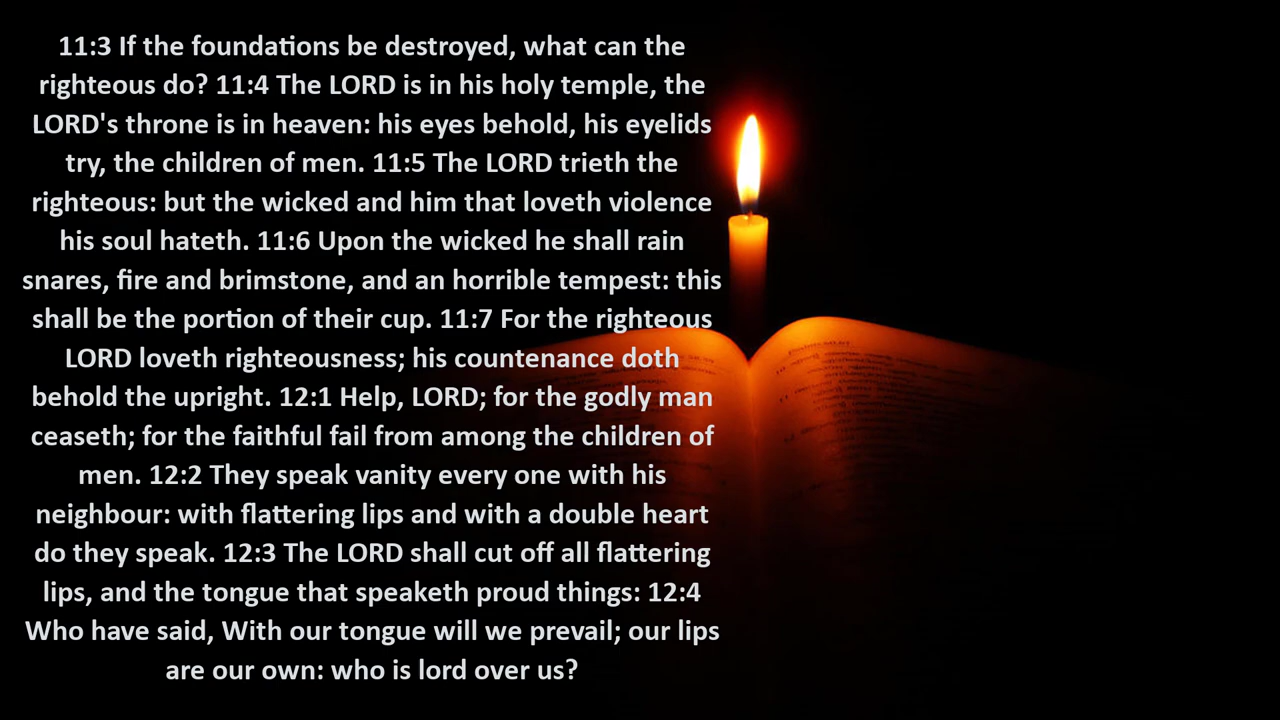 11:3 If the foundations be destroyed, what can the
righteous do? 11:4 The LORD is in his holy temple, the
LORD's throne is in heaven: his eyes behold, his eyelids
try, the children of men. 11:5 The LORD trieth the
righteous: but the wicked and him that loveth violence
his soul hateth. 11:6 Upon the wicked he shall rain
snares, fire and brimstone, and an horrible tempest: this
shall be the portion of their cup. 11:7 For the righteous
LORD loveth righteousness; his countenance doth
behold the upright. 12:1 Help, LORD; for the godly man
ceaseth; for the faithful fail from among the children of
men. 12:2 They speak vanity every one with his
neighbour: with flattering lips and with a double heart
do they speak. 12:3 The LORD shall cut off all flattering
lips, and the tongue that speaketh proud things: 12:4
Who have said, With our tongue will we prevail; our lips
are our own: who is lord over us?